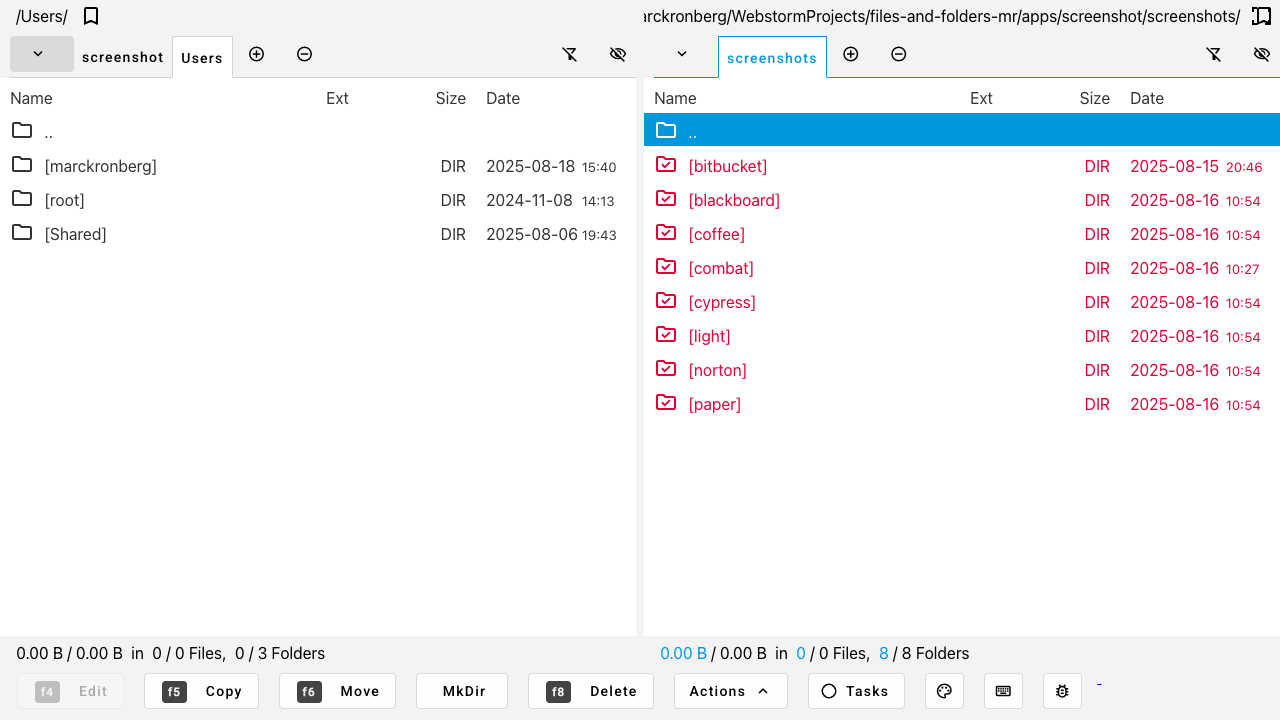 /Users/
screenshot
Users
Name Ext Size Date
..
[marckronberg] DIR 2025-08-18 15:40
[root] DIR 2024-11-08 14:13
[Shared] DIR 2025-08-06 19:43
0.00 B / 0.00 B in 0 / 0 Files, 0 / 3 Folders
arckronberg/WebstormProjects/files-and-folders-mr/apps/screenshot/screenshots/
screenshots
Name Ext Size Date
..
[bitbucket] DIR 2025-08-15 20:46
[blackboard] DIR 2025-08-16 10:54
[coffee] DIR 2025-08-16 10:54
[combat] DIR 2025-08-16 10:27
[cypress] DIR 2025-08-16 10:54
[light] DIR 2025-08-16 10:54
[norton] DIR 2025-08-16 10:54
[paper] DIR 2025-08-16 10:54
0.00 B / 0.00 B in 0 / 0 Files, 8 / 8 Folders
f4 Edit f5 Copy f6 Move MkDir f8 Delete Actions Tasks -